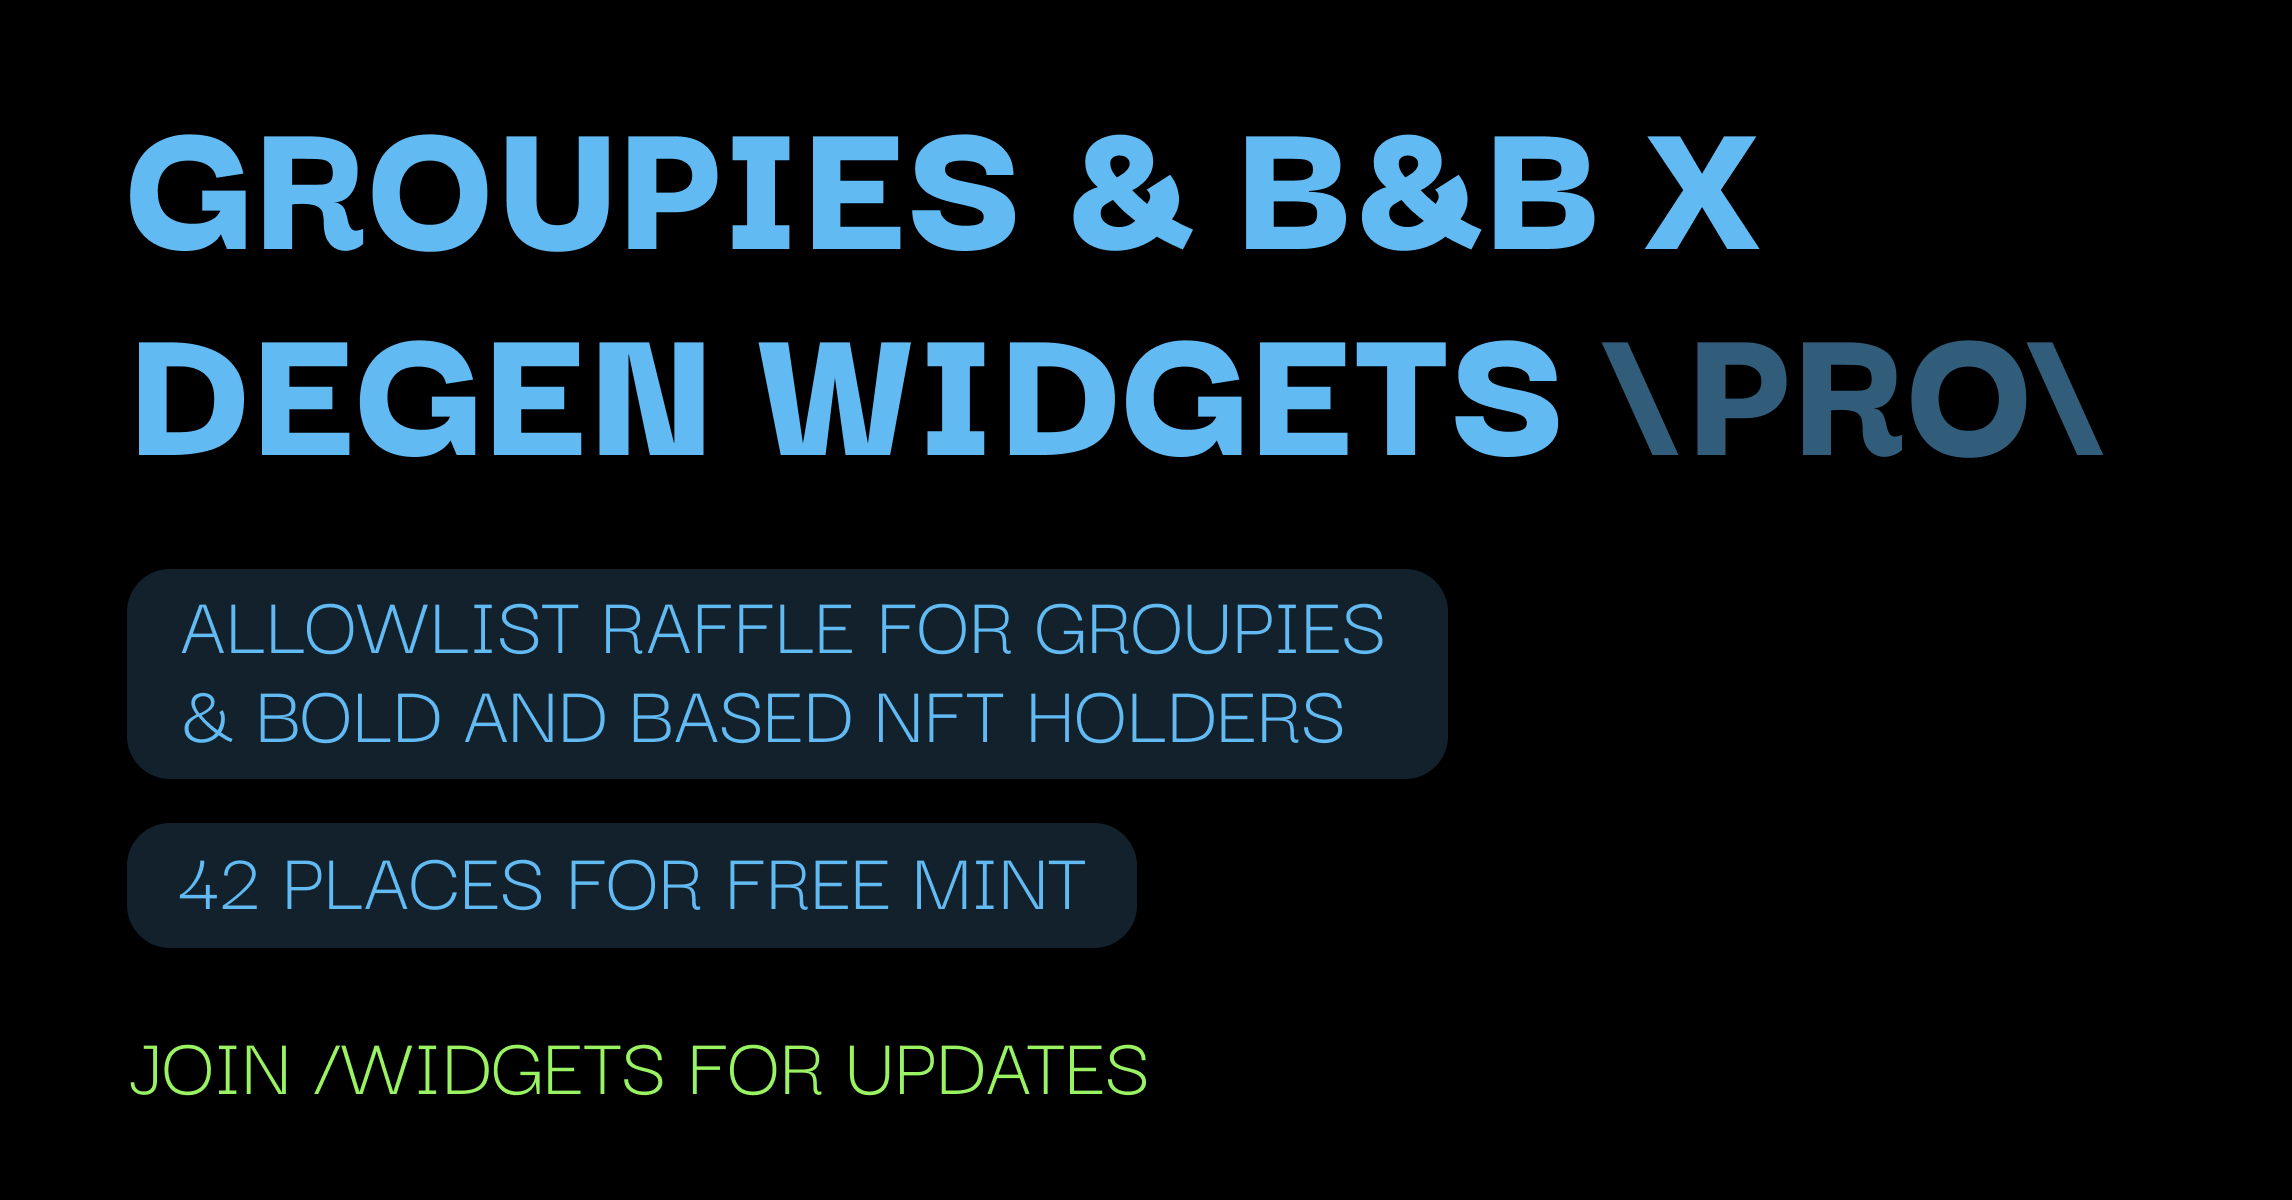 GROUPIES & B&B X
DEGEN WIDGETS \PRO\
ALLOWLIST RAFFLE FOR GROUPIES
& BOLD AND BASED NFT HOLDERS
42 PLACES FOR FREE MINT
JOIN /WIDGETS FOR UPDATES